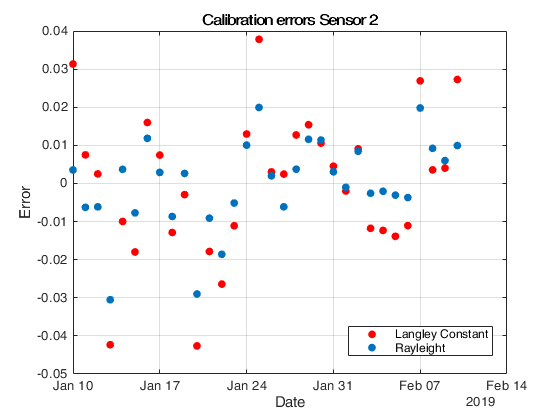 Calibration errors Sensor 2
0.04
0.03
0.02
0.01
0
-0.01
-0.02
-0.03
-0.04
-0.05
Error
Langley Constant
Rayleight
Jan 10 Jan 17 Jan 24 Jan 31 Feb 07 Feb 14
Date 2019